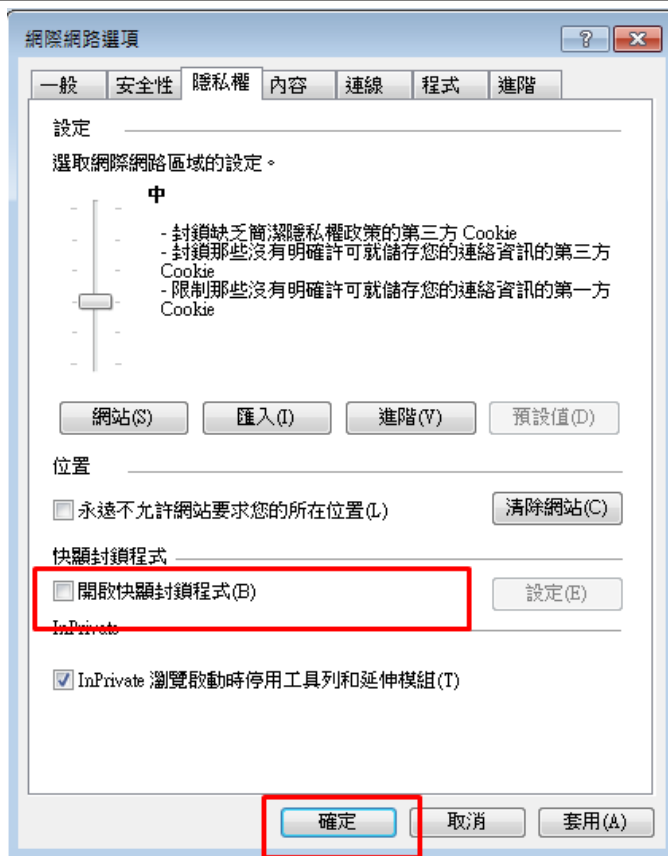 網際網路選項
一般 安全性 隱私權 內容 連線 程式 進階
設定
選取網際網路區域的設定。
中
- 封鎖缺乏簡潔隱私權政策的第三方 Cookie
- 封鎖那些沒有明確許可就儲存您的連絡資訊的第三方
Cookie
- 限制那些沒有明確許可就儲存您的連絡資訊的第一方
Cookie
網站(S) 匯入(I) 進階(V) 預設值(D)
位置
永遠不允許網站要求您的所在位置(L) 清除網站(C)
快顯封鎖程式
開啟快顯封鎖程式(B) 設定(E)
InPrivate
InPrivate 瀏覽啟動時停用工具列和延伸模組(T)
確定 取消 套用(A)